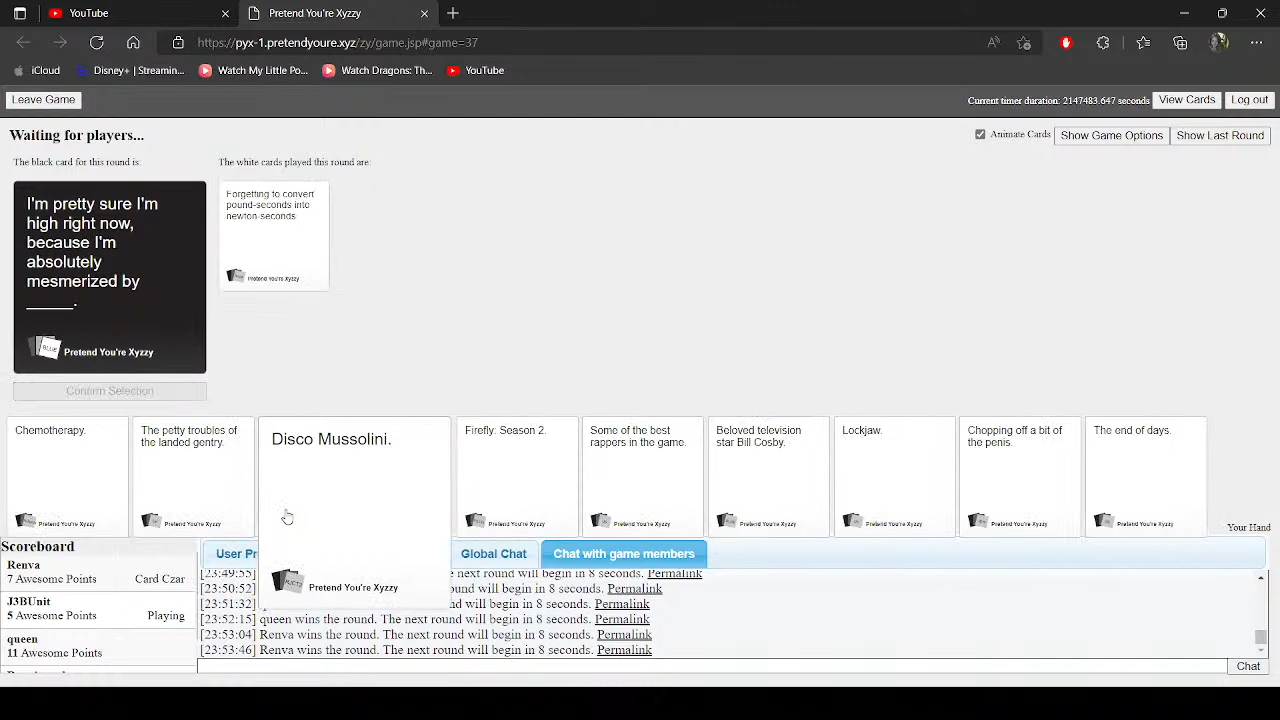 YouTube
Pretend You're Xyzzy
https://pyx-1.pretendyoure.xyz/zy/game.jsp#game=37
iCloud
Disney+ | Streamin...
Watch My Little Po...
Watch Dragons: Th...
YouTube
Leave Game
Current timer duration: 2147483.647 seconds
View Cards
Log out
Waiting for players...
Animate Cards
Show Game Options
Show Last Round
The black card for this round is:
The white cards played this round are:
I'm pretty sure I'm
high right now,
because I'm
absolutely
mesmerized by
______.
BLUE
Pretend You're Xyzzy
Forgetting to convert
pound-seconds into
newton-seconds
Pretend You're Xyzzy
Confirm Selection
Chemotherapy.
Pretend You're Xyzzy
The petty troubles of
the landed gentry.
Pretend You're Xyzzy
Disco Mussolini.
Pretend You're Xyzzy
Firefly: Season 2.
Pretend You're Xyzzy
Some of the best
rappers in the game.
Pretend You're Xyzzy
Beloved television
star Bill Cosby.
Pretend You're Xyzzy
Lockjaw.
Pretend You're Xyzzy
Chopping off a bit of
the penis.
Pretend You're Xyzzy
The end of days.
Pretend You're Xyzzy
Your Hand
Scoreboard
Renva
7 Awesome Points
Card Czar
J3BUnit
5 Awesome Points
Playing
queen
11 Awesome Points
User Pr
Global Chat
Chat with game members
[23:49:55] e next round will begin in 8 seconds. Permalink
[23:50:52] round will begin in 8 seconds. Permalink
[23:51:32] round will begin in 8 seconds. Permalink
[23:52:15] queen wins the round. The next round will begin in 8 seconds. Permalink
[23:53:04] Renva wins the round. The next round will begin in 8 seconds. Permalink
[23:53:46] Renva wins the round. The next round will begin in 8 seconds. Permalink
Chat